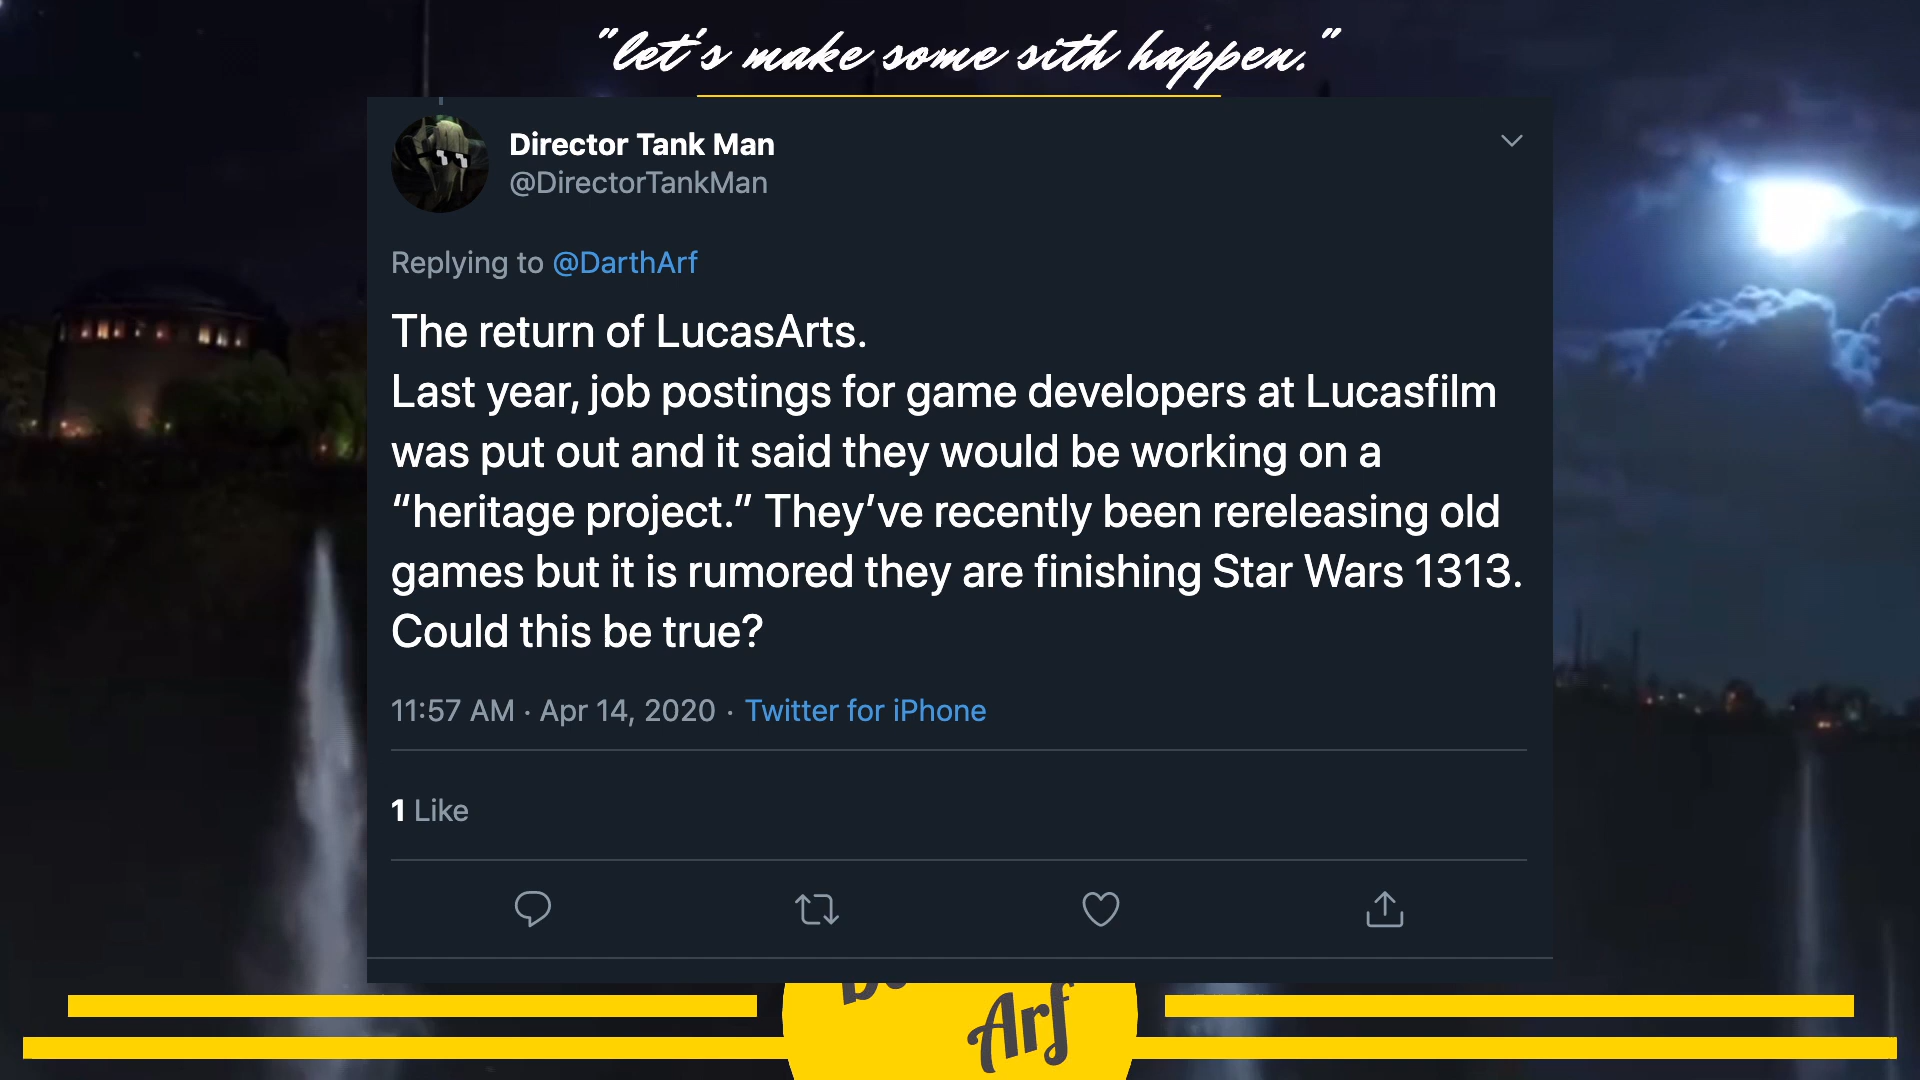 "let's make some sith happen."
Director Tank Man
@DirectorTankMan
Replying to @DarthArf
The return of LucasArts.
Last year, job postings for game developers at Lucasfilm
was put out and it said they would be working on a
“heritage project.” They’ve recently been rereleasing old
games but it is rumored they are finishing Star Wars 1313.
Could this be true?
11:57 AM · Apr 14, 2020 · Twitter for iPhone
1 Like
Arf